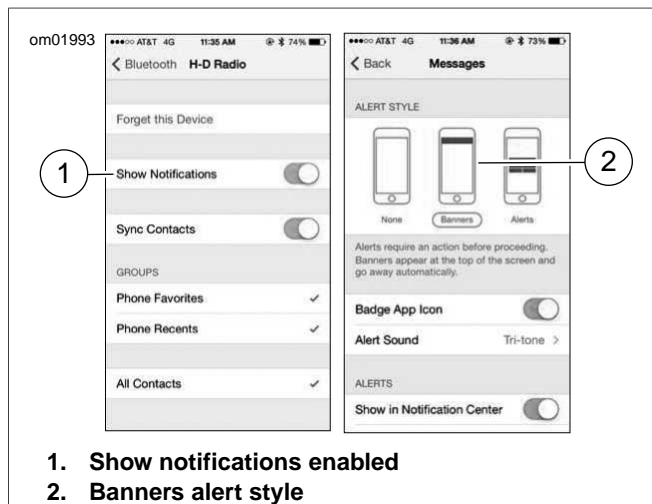 om01993
AT&T 4G 11:35 AM 74%
Bluetooth H-D Radio
Forget this Device
1
Show Notifications
Sync Contacts
GROUPS
Phone Favorites
Phone Recents
All Contacts
AT&T 4G 11:36 AM 73%
Back Messages
ALERT STYLE
2
None Banners Alerts
Alerts require an action before proceeding.
Banners appear at the top of the screen and
go away automatically.
Badge App Icon
Alert Sound Tri-tone >
ALERTS
Show in Notification Center
1. Show notifications enabled
2. Banners alert style